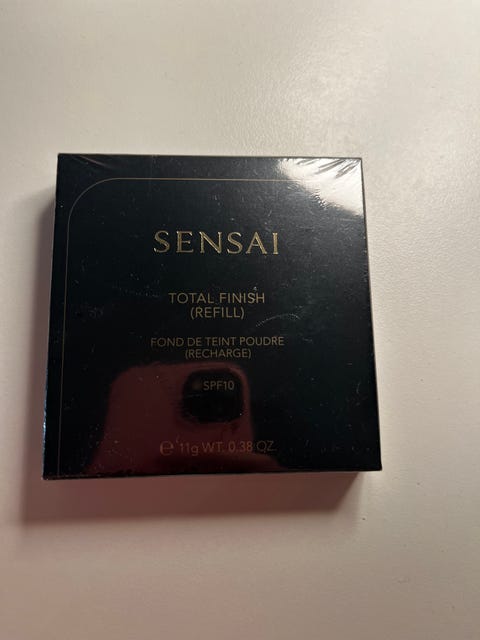 SENSAI
TOTAL FINISH
(REFILL)
FOND DE TEINT POUDRE
(RECHARGE)
SPF10
℮ 11g WT. 0.38 OZ.